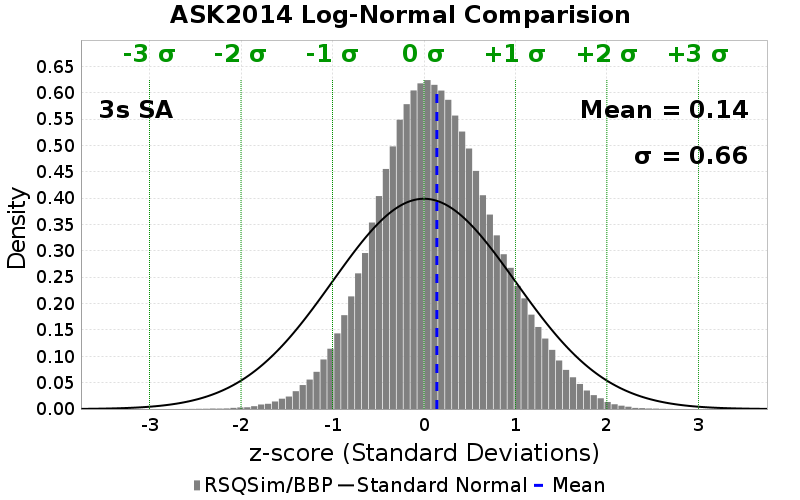 ASK2014 Log-Normal Comparision
-3 σ -2 σ -1 σ 0 σ +1 σ +2 σ +3 σ
3s SA
Mean = 0.14
σ = 0.66
Density
0.65
0.60
0.55
0.50
0.45
0.40
0.35
0.30
0.25
0.20
0.15
0.10
0.05
0.00
-3 -2 -1 0 1 2 3
z-score (Standard Deviations)
RSQSim/BBP Standard Normal Mean